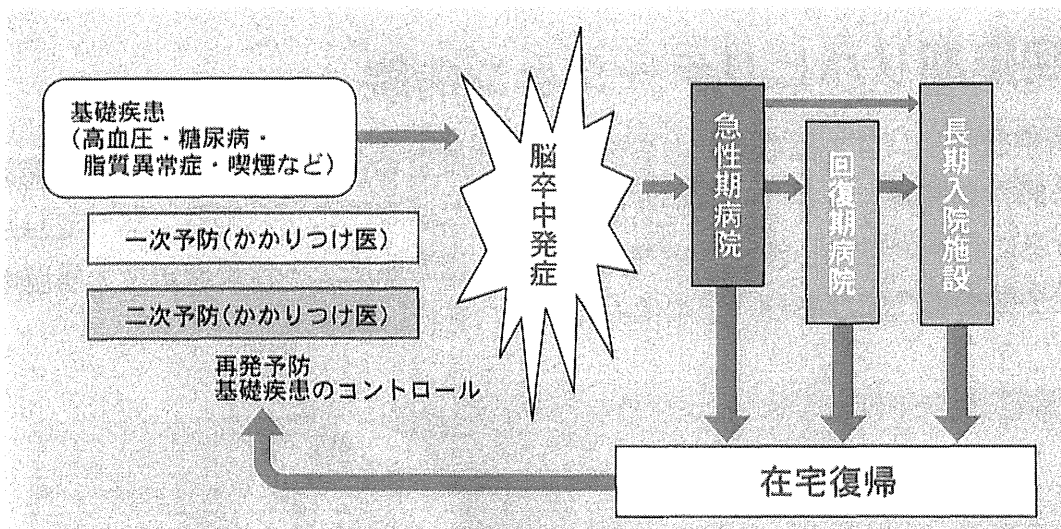 基礎疾患
(高血圧・糖尿病・
脂質異常症・喫煙など)
一次予防(かかりつけ医)
二次予防(かかりつけ医)
再発予防
基礎疾患のコントロール
脳卒中発症
急性期病院
回復期病院
長期入院施設
在宅復帰